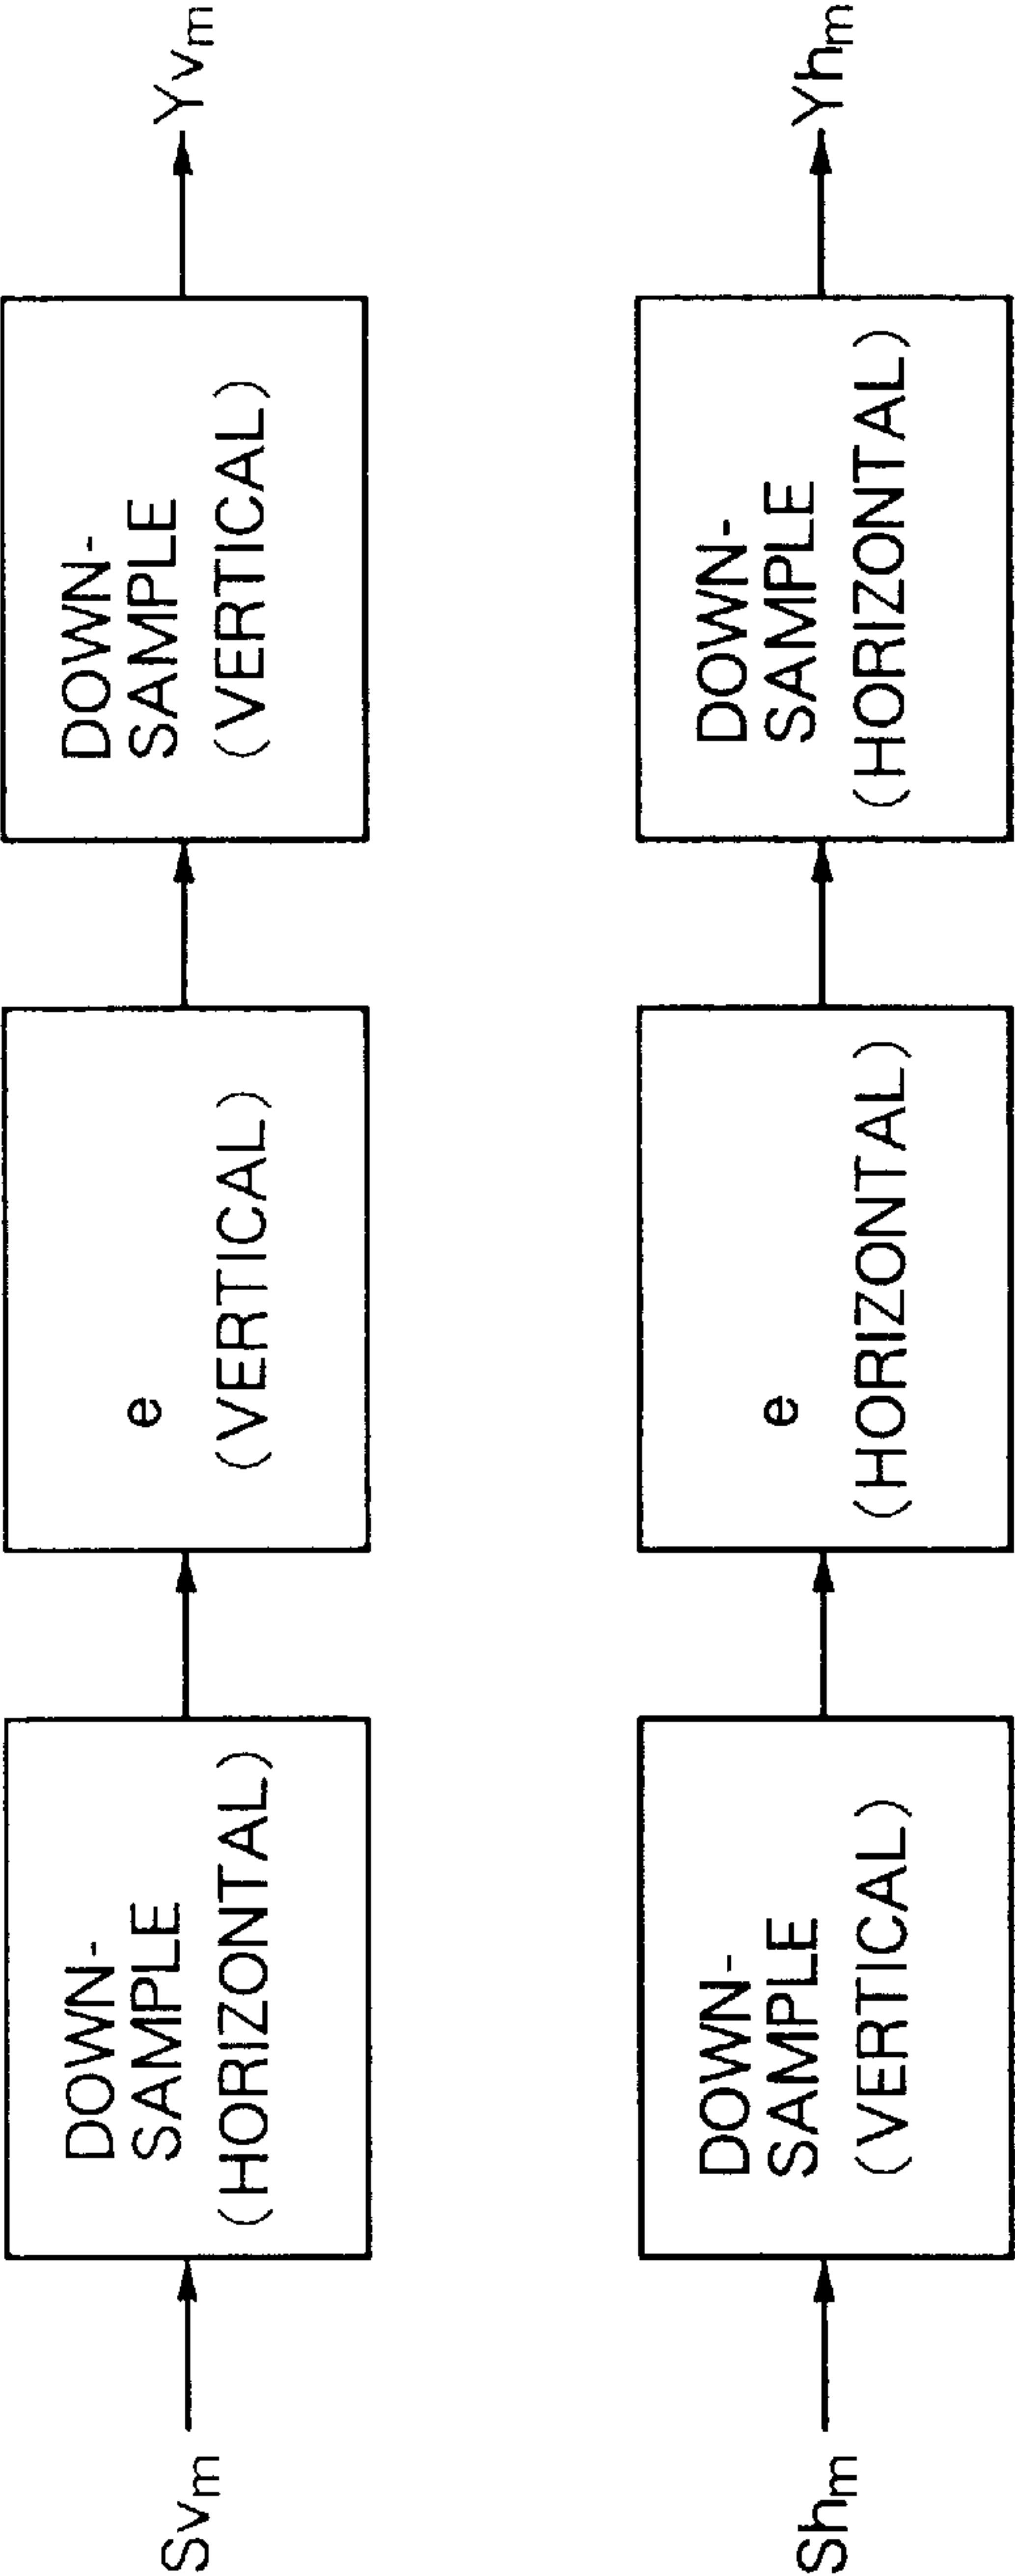 Svm
DOWN-
SAMPLE
(HORIZONTAL)
e
(VERTICAL)
DOWN-
SAMPLE
(VERTICAL)
Yvm
Shm
DOWN-
SAMPLE
(VERTICAL)
e
(HORIZONTAL)
DOWN-
SAMPLE
(HORIZONTAL)
Yhm